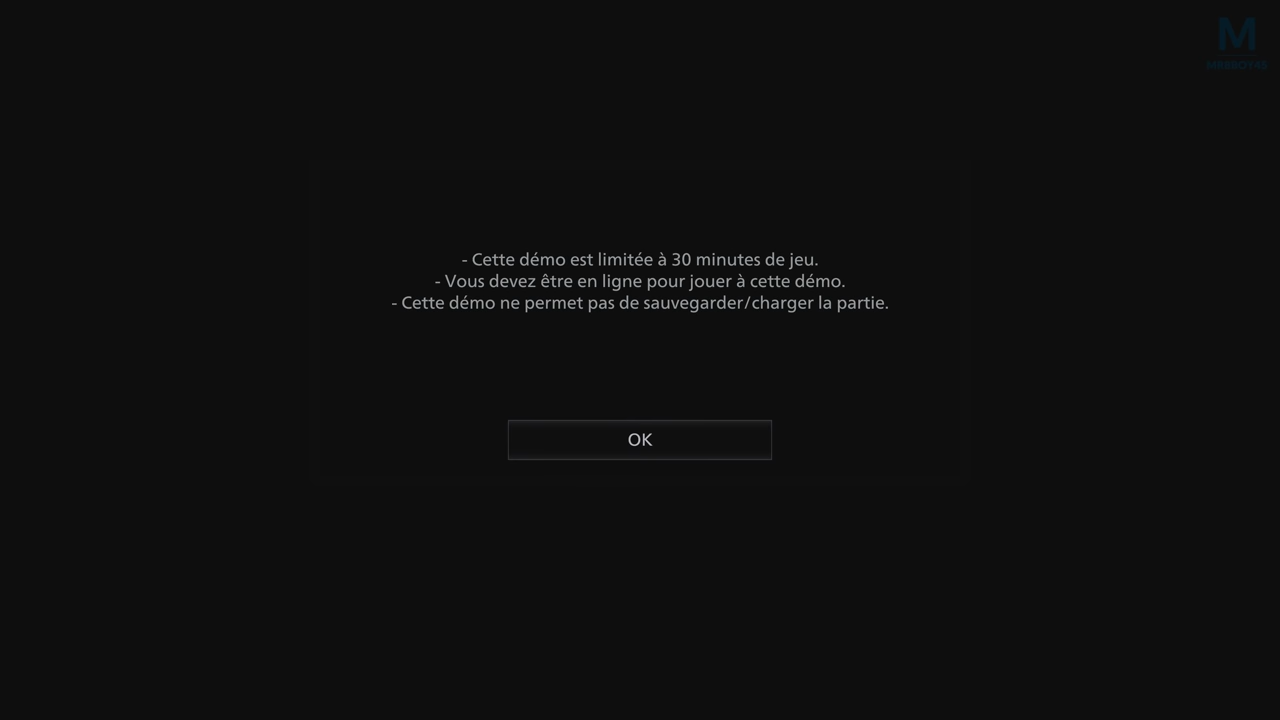 M
- Cette démo est limitée à 30 minutes de jeu.
- Vous devez être en ligne pour jouer à cette démo.
- Cette démo ne permet pas de sauvegarder/charger la partie.
OK